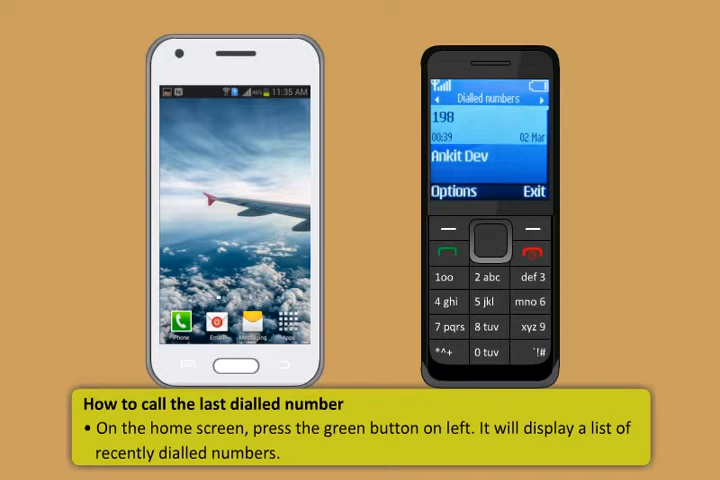 46% 11:35 AM
Phone Email Messaging Apps
Dialled numbers
198
00:39 02 Mar
Ankit Dev
Options Exit
1oo 2 abc def 3
4 ghi 5 jkl mno 6
7 pqrs 8 tuv xyz 9
*^+ 0 tuv `!#
How to call the last dialled number
• On the home screen, press the green button on left. It will display a list of
recently dialled numbers.